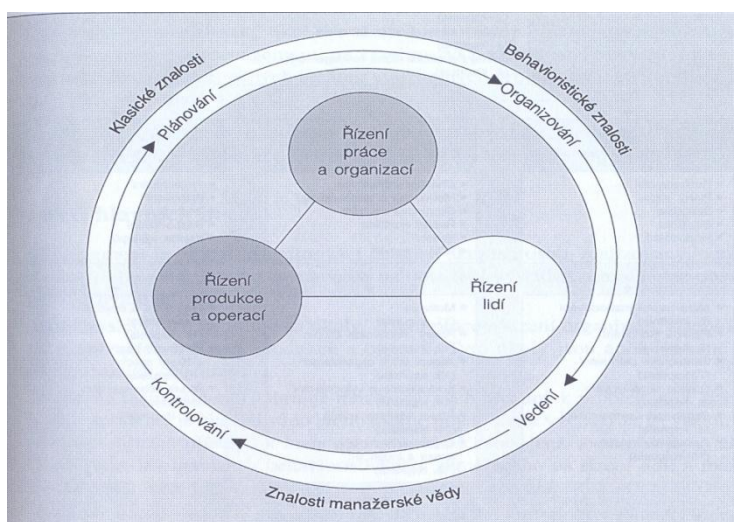 Klasické znalosti
Behavioristické znalosti
Plánování
Organizování
Řízení
práce
a organizací
Řízení
produkce
a operací
Řízení
lidí
Kontrolování
Vedení
Znalosti manažerské vědy